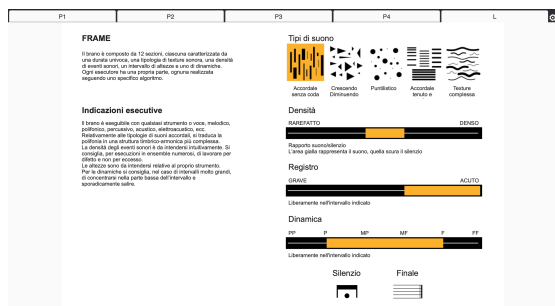 P1
P2
P3
P4
L
FRAME
Il brano è composto da 12 sezioni, ciascuna caratterizzata da
una durata univoca, una tipologia di texture sonora, una densità
di eventi sonori, un intervallo di altezze e uno di dinamiche.
Ogni esecutore ha una propria parte, ognuna realizzata
seguendo uno specifico algoritmo.
Indicazioni esecutive
Il brano è eseguibile con qualsiasi strumento o voce, melodico,
polifonico, percussivo, acustico, elettroacustico, ecc.
Relativamente alle tipologie di suoni accordali, si traduca la
polifonia in una struttura timbrico-armonica più complessa.
La densità degli eventi sonori è da intendersi intuitivamente. Si
consiglia, per esecuzioni in ensemble numerosi, di lavorare per
difetto e non per eccesso.
Le altezze sono da intendersi relative al proprio strumento.
Per le dinamiche si consiglia, nel caso di intervalli molto grandi,
di concentrarsi nella parte bassa dell'intervallo e
sporadicamente salire.
Tipi di suono
Accordale
senza coda
Crescendo
Diminuendo
Puntillistico
Accordale
tenuto e
Texture
complessa
Densità
RAREFATTO DENSO
Rapporto suono/silenzio
L'area gialla rappresenta il suono, quella scura il silenzio
Registro
GRAVE ACUTO
Liberamente nell'intervallo indicato
Dinamica
PP P MP MF F FF
Liberamente nell'intervallo indicato
Silenzio Finale